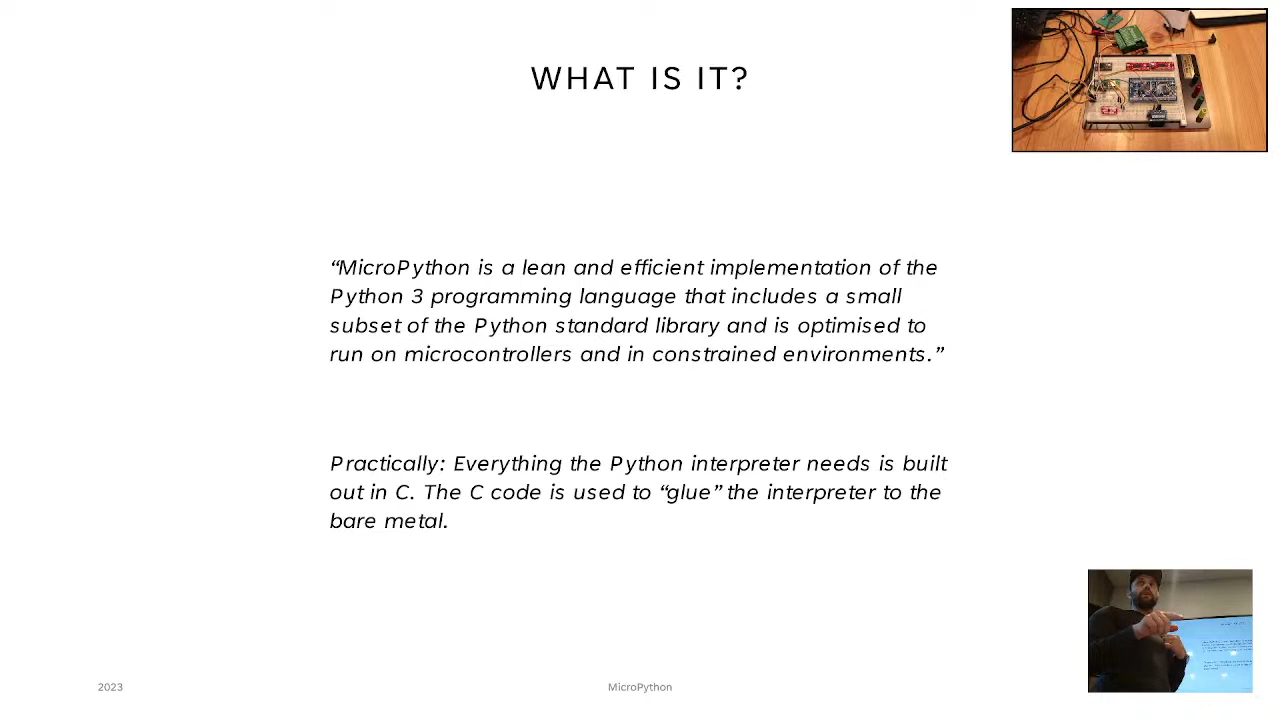 WHAT IS IT?
“MicroPython is a lean and efficient implementation of the
Python 3 programming language that includes a small
subset of the Python standard library and is optimised to
run on microcontrollers and in constrained environments.”
Practically: Everything the Python interpreter needs is built
out in C. The C code is used to “glue” the interpreter to the
bare metal.
2023
MicroPython